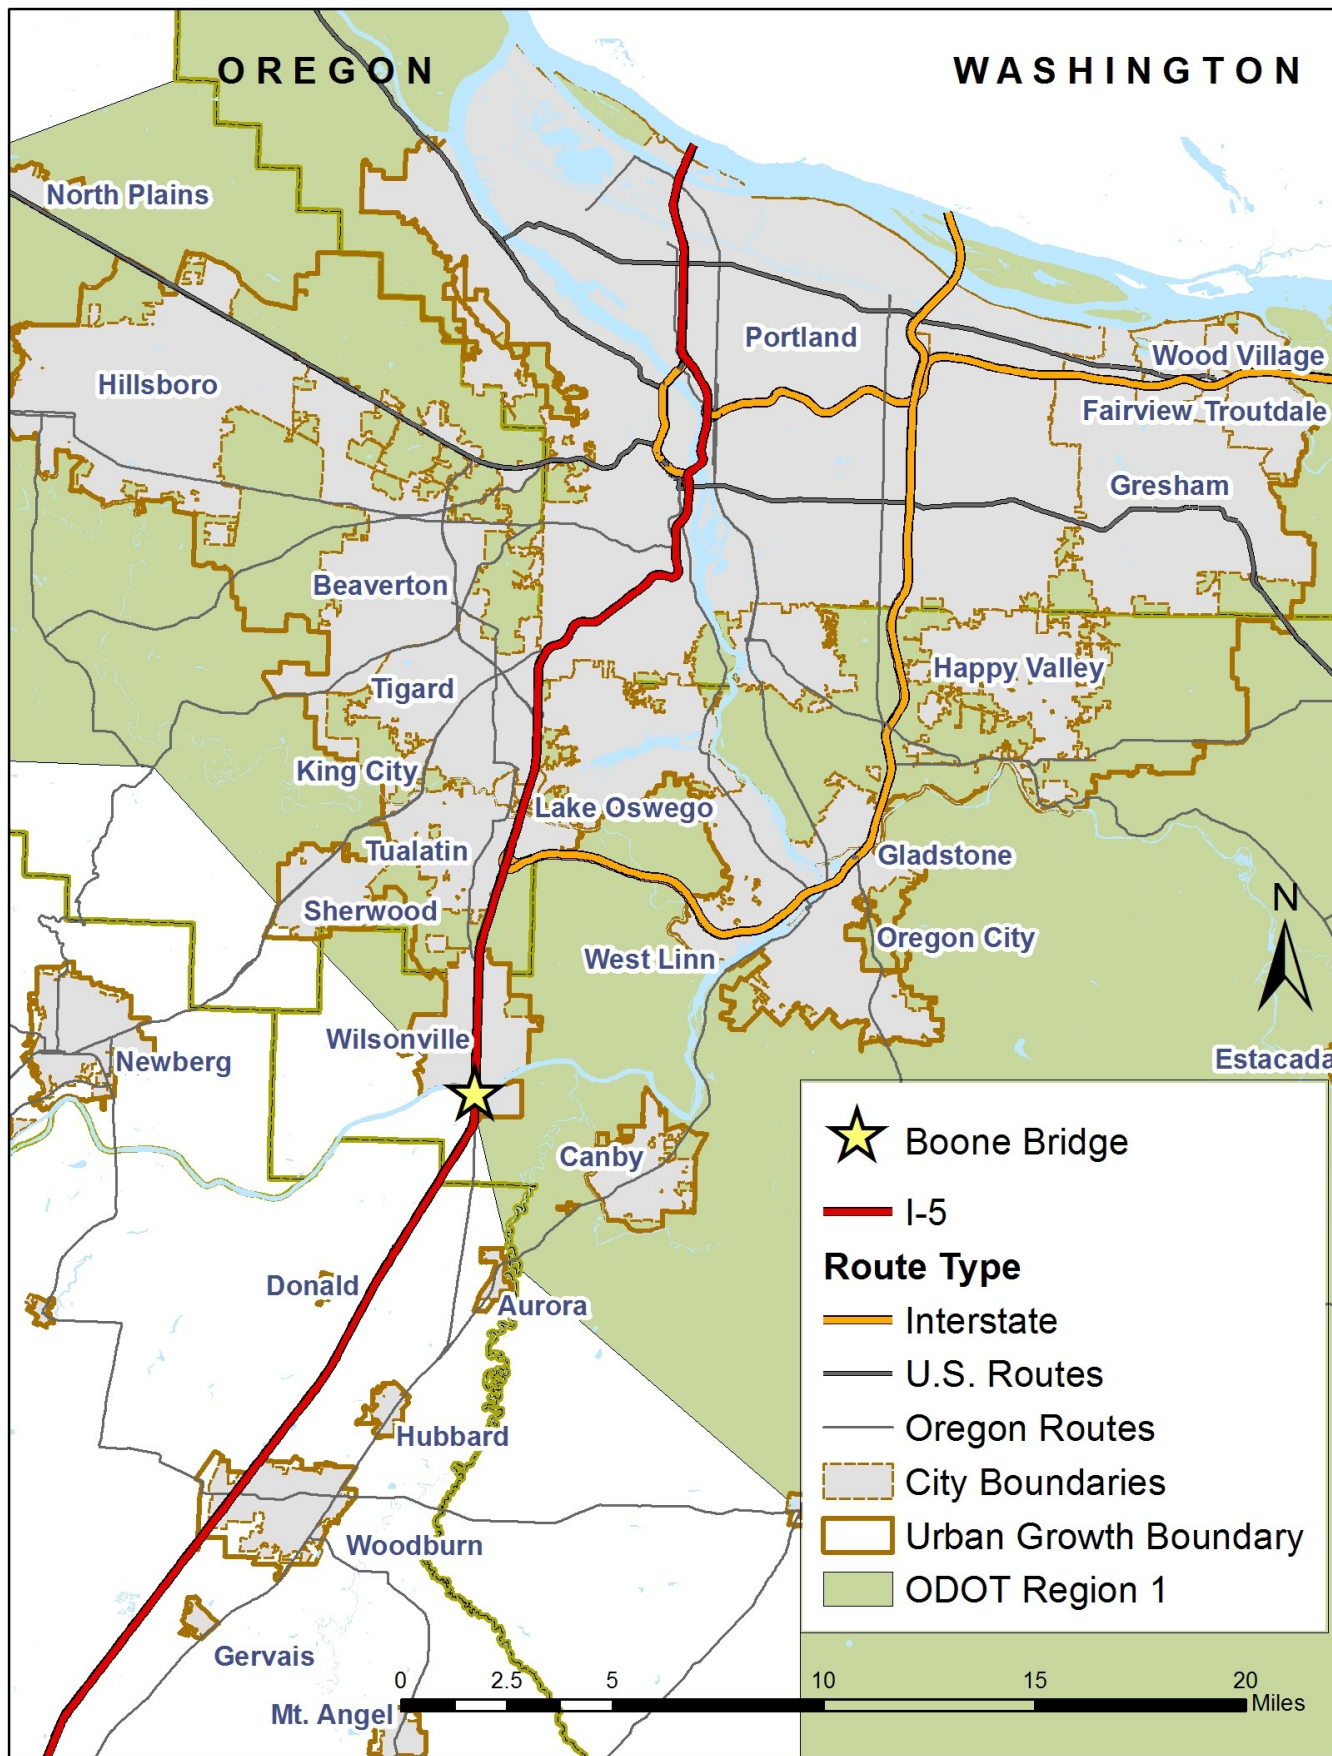 OREGON
WASHINGTON
North Plains
Portland
Wood Village
Hillsboro
Fairview
Troutdale
Gresham
Beaverton
Happy Valley
Tigard
King City
Lake Oswego
Tualatin
Gladstone
Sherwood
N
Oregon City
West Linn
Wilsonville
Newberg
Estacada
Canby
Boone Bridge
I-5
Route Type
Donald
Aurora
Interstate
U.S. Routes
Oregon Routes
Hubbard
City Boundaries
Urban Growth Boundary
Woodburn
ODOT Region 1
Gervais
0 2.5 5 10 15 20
Miles
Mt. Angel